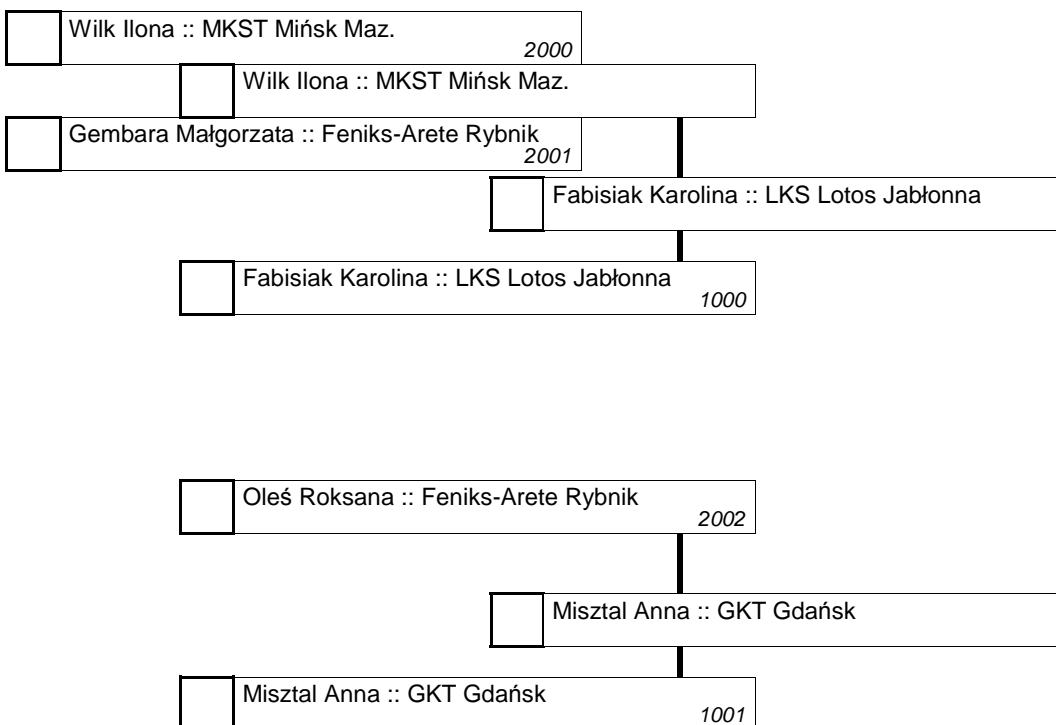 Wilk Ilona :: MKST Mińsk Maz.
2000
Wilk Ilona :: MKST Mińsk Maz.
Gembara Małgorzata :: Feniks-Arete Rybnik
2001
Fabisiak Karolina :: LKS Lotos Jabłonna
Fabisiak Karolina :: LKS Lotos Jabłonna
1000
Oleś Roksana :: Feniks-Arete Rybnik
2002
Misztal Anna :: GKT Gdańsk
Misztal Anna :: GKT Gdańsk
1001